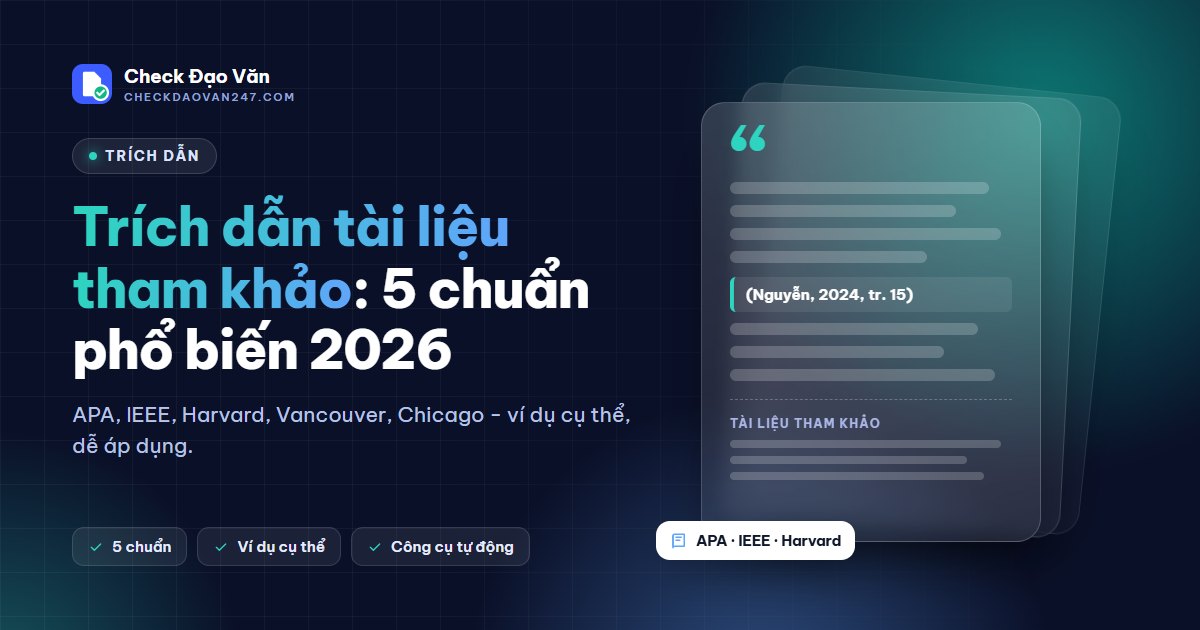 Check Đạo Văn
CHECKDAOVAN247.COM
TRÍCH DẪN
Trích dẫn tài liệu
tham khảo: 5 chuẩn
phổ biến 2026
APA, IEEE, Harvard, Vancouver, Chicago – ví dụ cụ thể,
dễ áp dụng.
5 chuẩn
Ví dụ cụ thể
Công cụ tự động
“
(Nguyễn, 2024, tr. 15)
TÀI LIỆU THAM KHẢO
APA · IEEE · Harvard